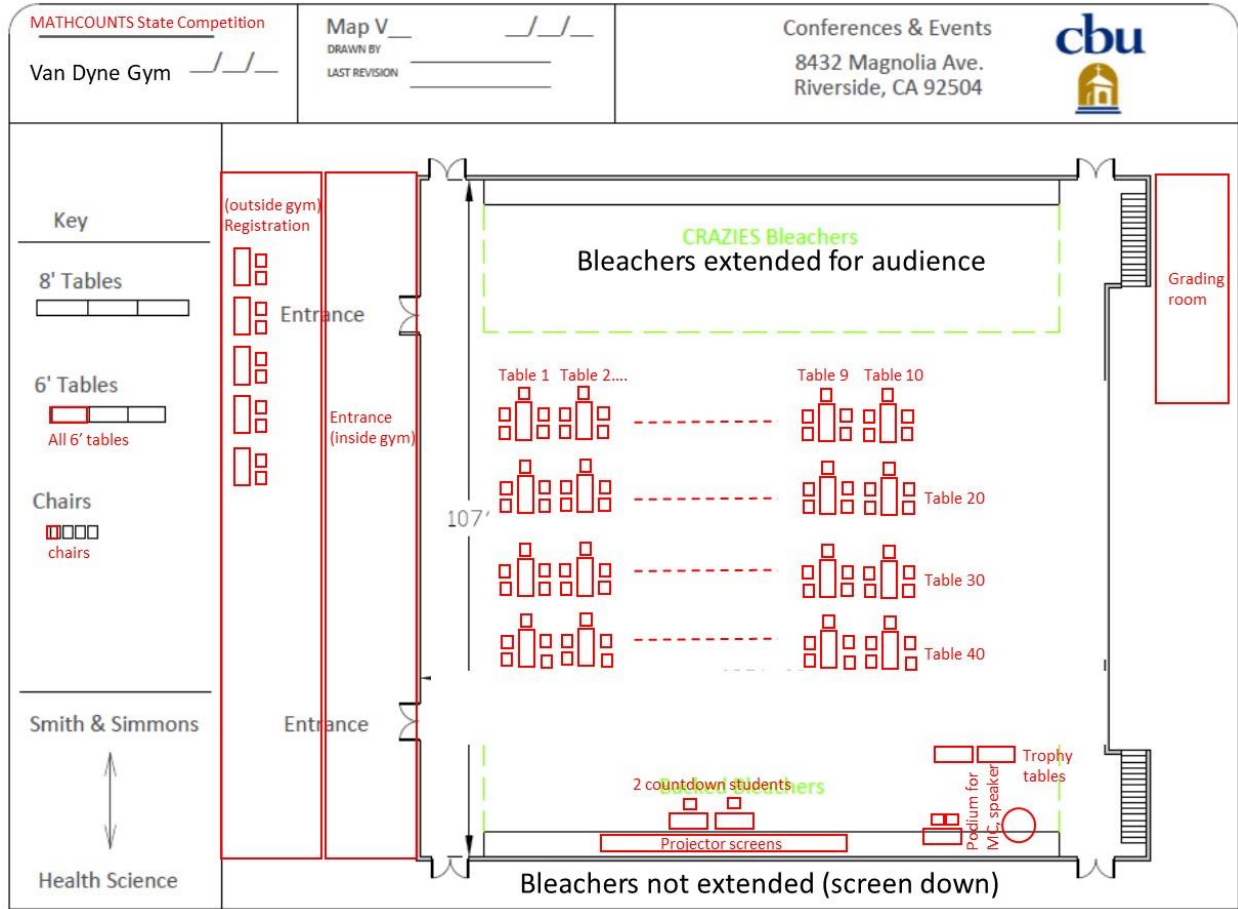 MATHCOUNTS State Competition
Van Dyne Gym __/__/__
Map V__ __/__/__
DRAWN BY
LAST REVISION
Conferences & Events
8432 Magnolia Ave.
Riverside, CA 92504
cbu
Key
8' Tables
6' Tables
All 6' tables
Chairs
chairs
Smith & Simmons
Health Science
(outside gym)
Registration
Entrance
Entrance
(inside gym)
Entrance
107'
CRAZIES Bleachers
Bleachers extended for audience
Grading
room
Table 1 Table 2.... Table 9 Table 10
Table 20
Table 30
Table 40
Trophy
tables
2 countdown students
Bleachers
Podium for
MC, speaker
Projector screens
Bleachers not extended (screen down)